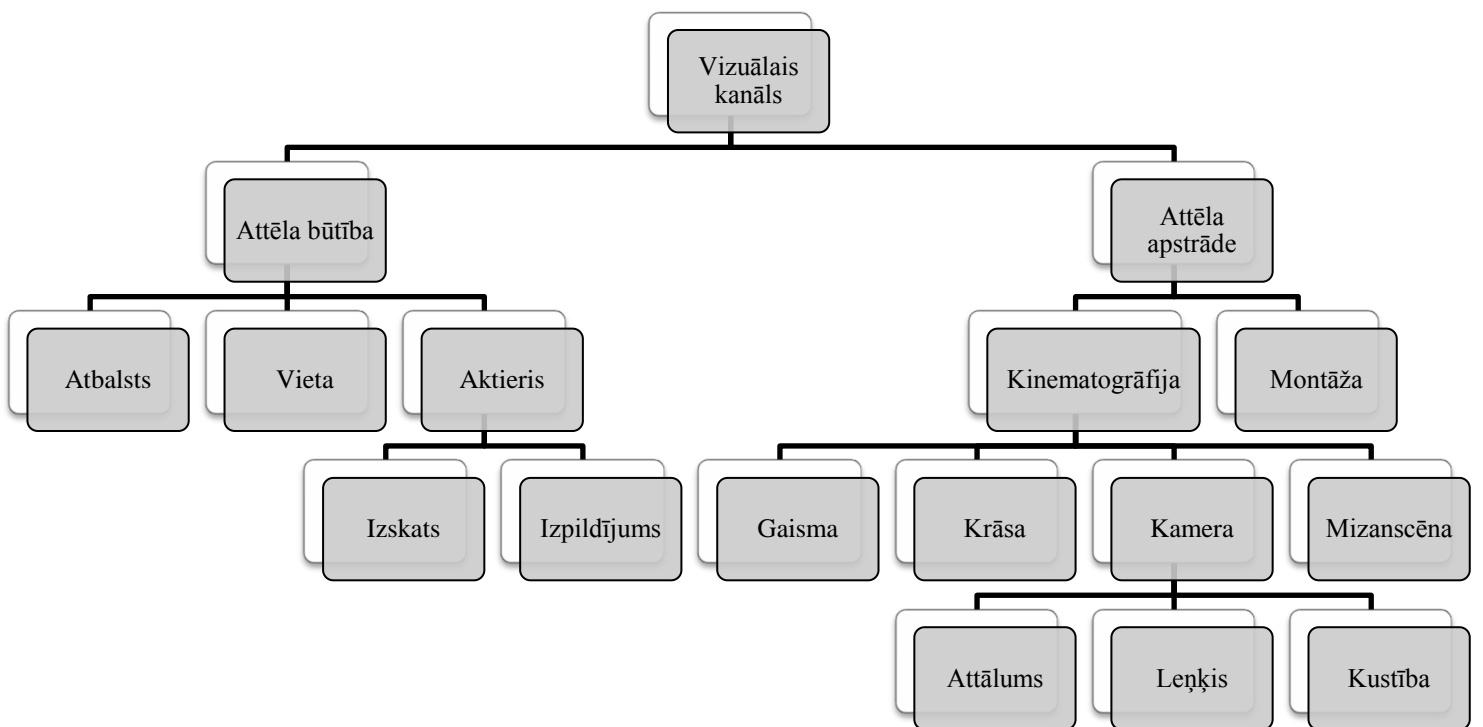 Vizuālais
kanāls
Attēla būtība
Attēla
apstrāde
Atbalsts
Vieta
Aktieris
Kinematogrāfija
Montāža
Izskats
Izpildījums
Gaisma
Krāsa
Kamera
Mizanscēna
Attālums
Leņķis
Kustība